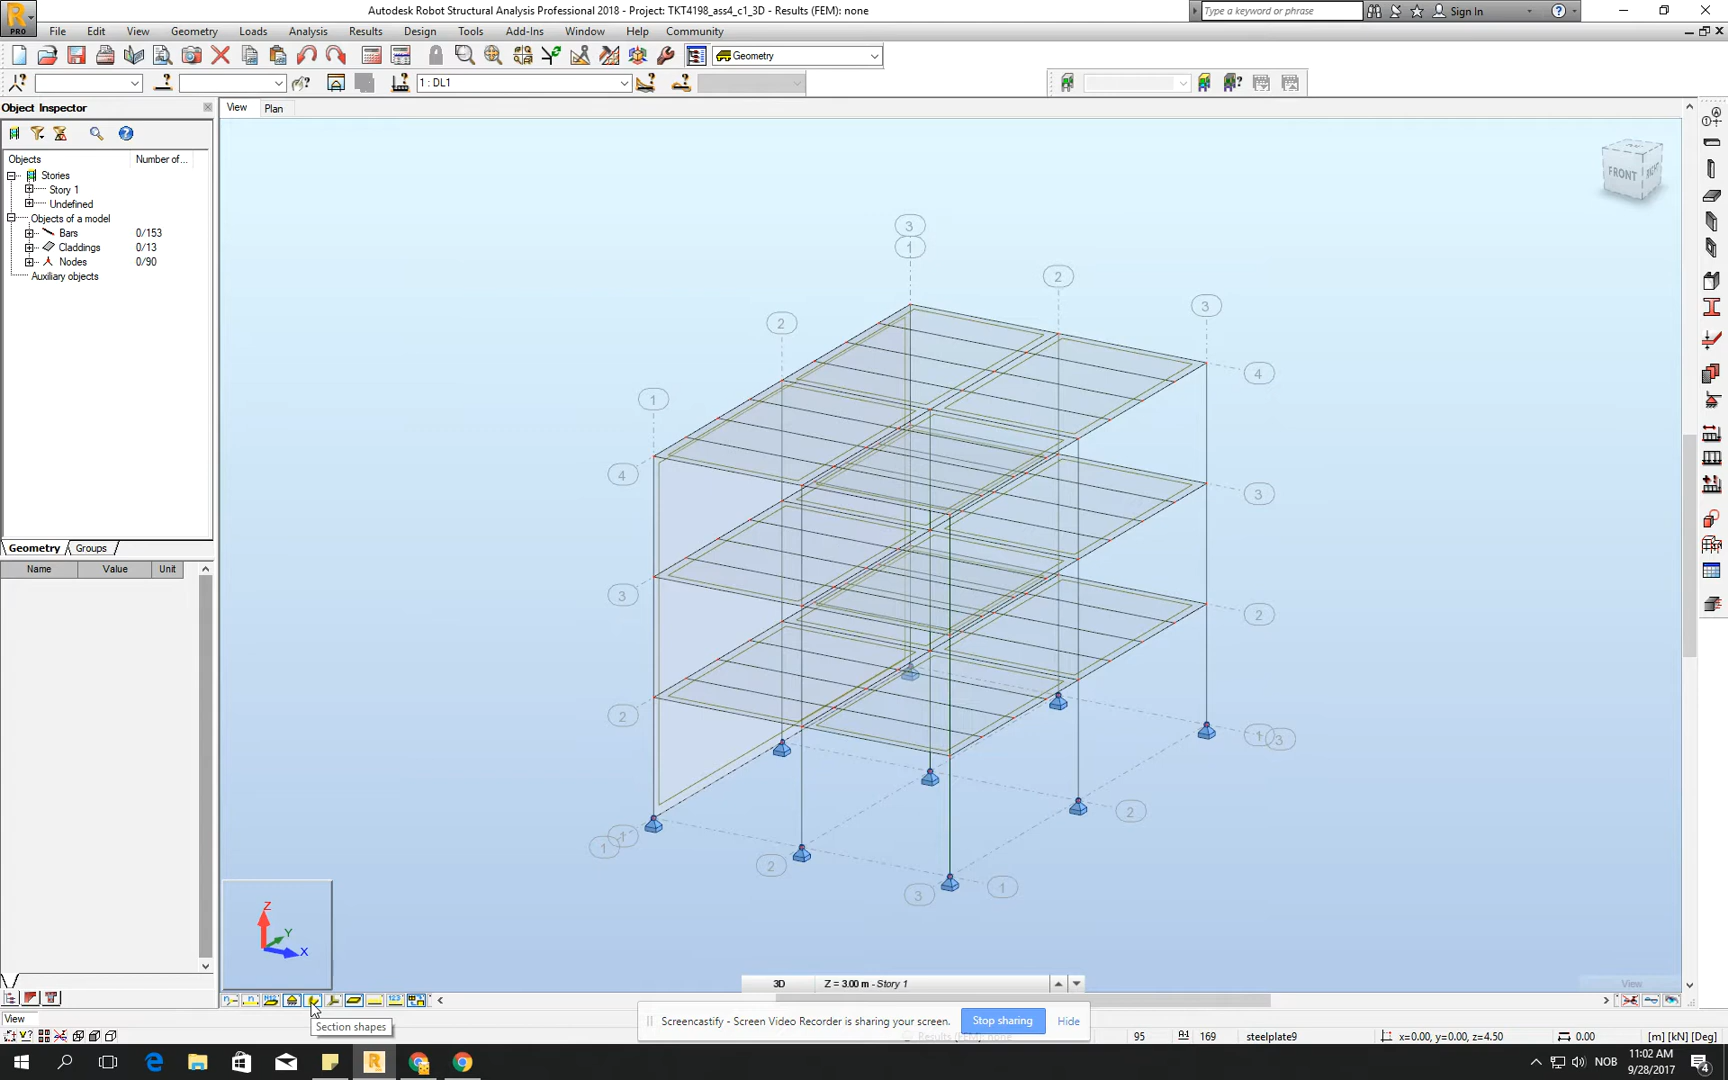 Autodesk Robot Structural Analysis Professional 2018 - Project: TKT4198_ass4_c1_3D - Results (FEM): none
Type a keyword or phrase
Sign In
PRO
File Edit View Geometry Loads Analysis Results Design Tools Add-Ins Window Help Community
Geometry
1 : DL1
Object Inspector
View Plan
Objects Number of...
Stories
Story 1
Undefined
Objects of a model
Bars 0/153
Claddings 0/13
Nodes 0/90
Auxiliary objects
Geometry Groups
Name Value Unit
FRONT
RIGHT
3
1
2
3
2
4
1
4
3
3
2
2
1 3
2
1 1
2
3 1
Z
Y
X
3D Z = 3.00 m - Story 1
View
Section shapes
View
Screencastify - Screen Video Recorder is sharing your screen. Stop sharing Hide
95 169 steelplate9 x=0.00, y=0.00, z=4.50 0.00 [m] [kN] [Deg]
NOB
11:02 AM
9/28/2017
4